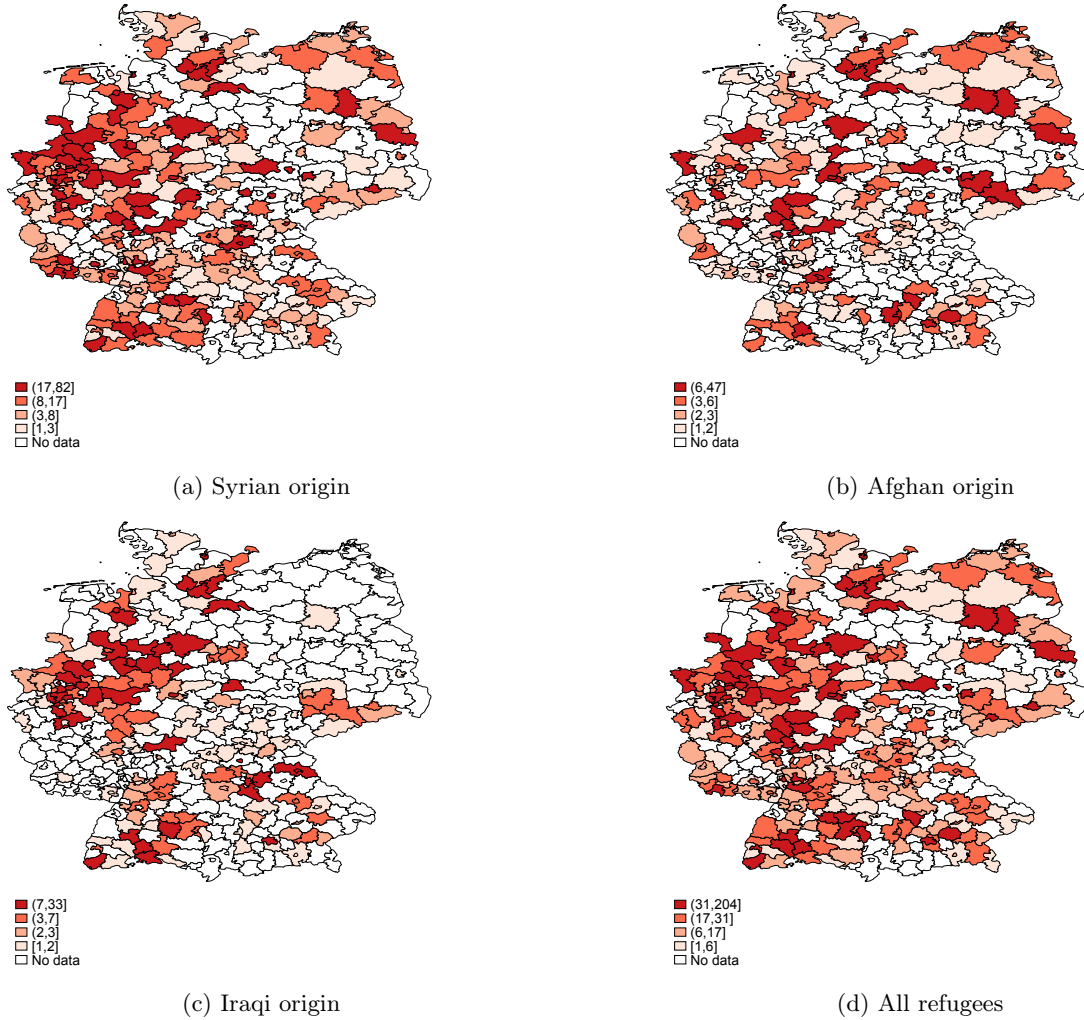 (17,82]
(8,17]
(3,8]
[1,3]
No data
(a) Syrian origin
(6,47]
(3,6]
(2,3]
[1,2]
No data
(b) Afghan origin
(7,33]
(3,7]
(2,3]
[1,2]
No data
(c) Iraqi origin
(31,204]
(17,31]
(6,17]
[1,6]
No data
(d) All refugees